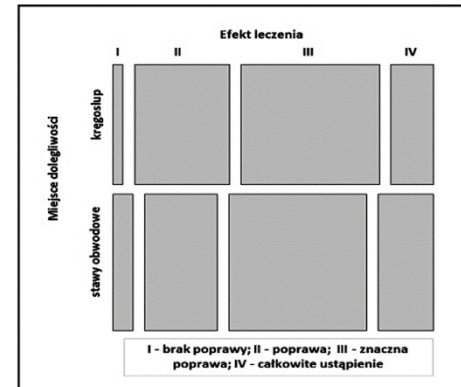 Efekt leczenia
I II III IV
Miejsce dolegliwości
kręgosłup
stawy obwodowe
I - brak poprawy; II - poprawa; III - znaczna
poprawa; IV - całkowite ustąpienie